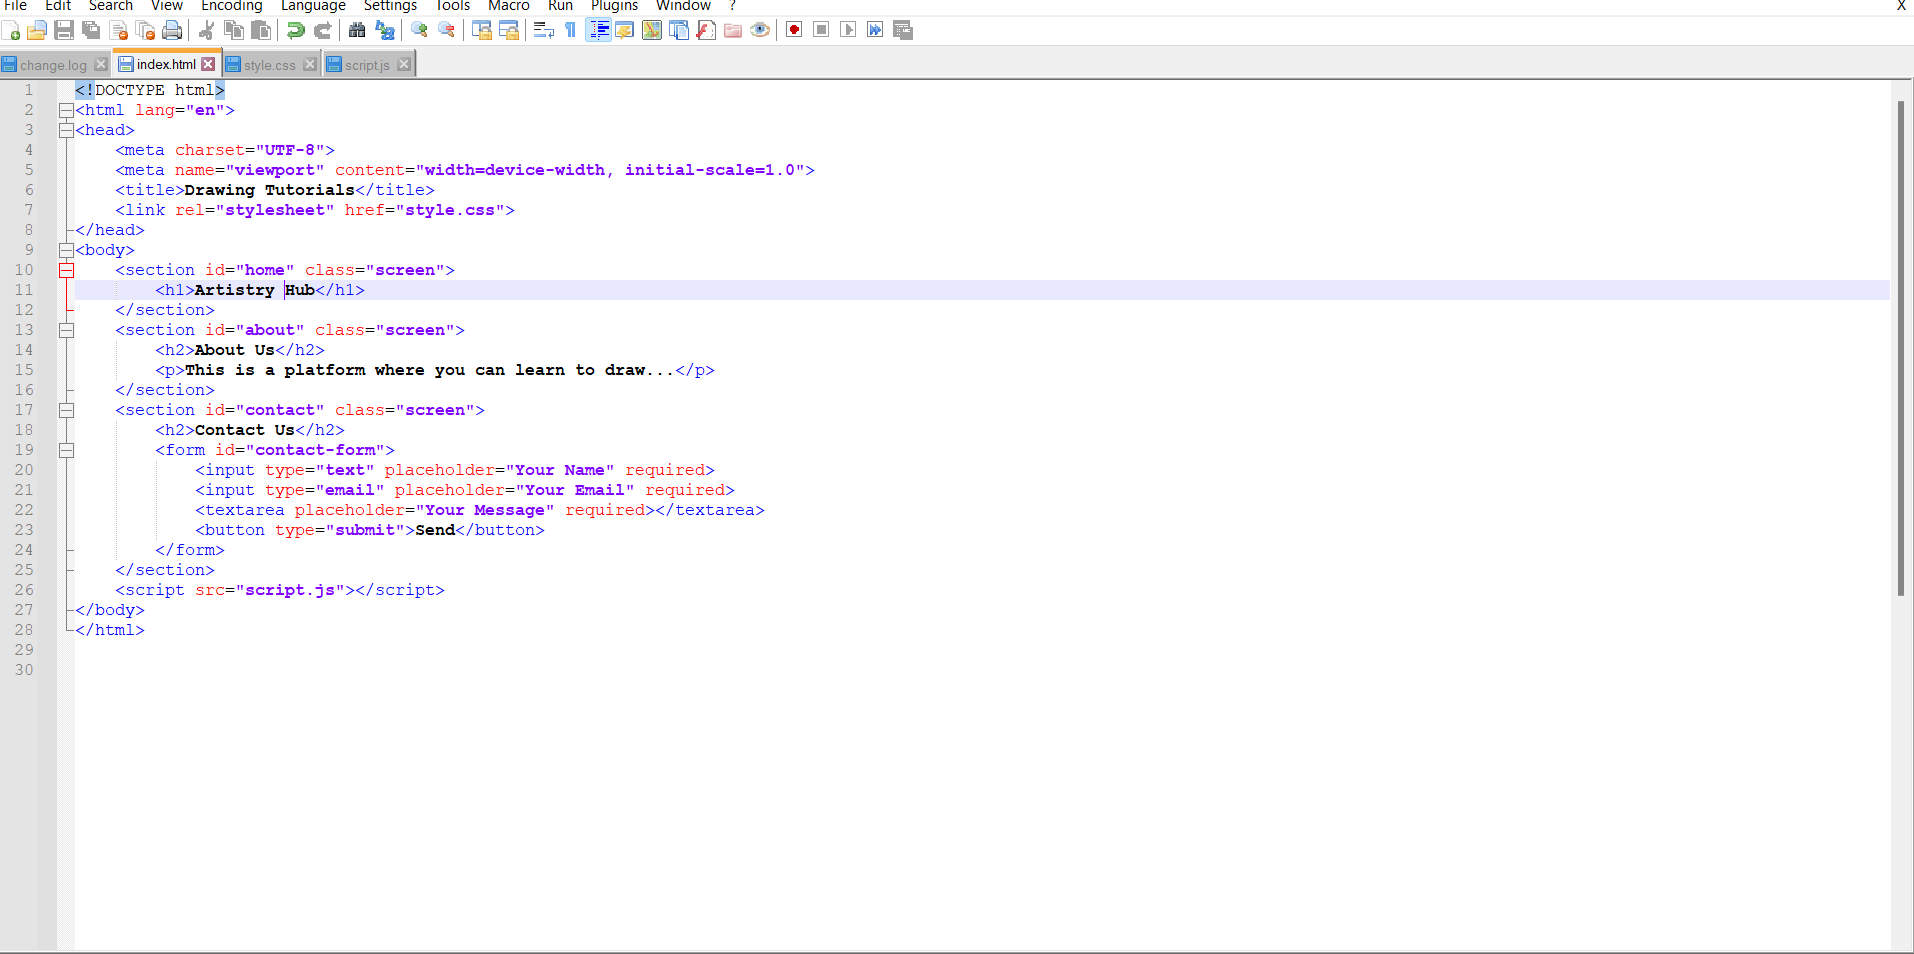 File Edit Search View Encoding Language Settings Tools Macro Run Plugins Window ? X
change.log index.html style.css script.js
1 <!DOCTYPE html>
2 <html lang="en">
3 <head>
4     <meta charset="UTF-8">
5     <meta name="viewport" content="width=device-width, initial-scale=1.0">
6     <title>Drawing Tutorials</title>
7     <link rel="stylesheet" href="style.css">
8 </head>
9 <body>
10     <section id="home" class="screen">
11         <h1>Artistry Hub</h1>
12     </section>
13     <section id="about" class="screen">
14         <h2>About Us</h2>
15         <p>This is a platform where you can learn to draw...</p>
16     </section>
17     <section id="contact" class="screen">
18         <h2>Contact Us</h2>
19         <form id="contact-form">
20             <input type="text" placeholder="Your Name" required>
21             <input type="email" placeholder="Your Email" required>
22             <textarea placeholder="Your Message" required></textarea>
23             <button type="submit">Send</button>
24         </form>
25     </section>
26     <script src="script.js"></script>
27 </body>
28 </html>
29
30